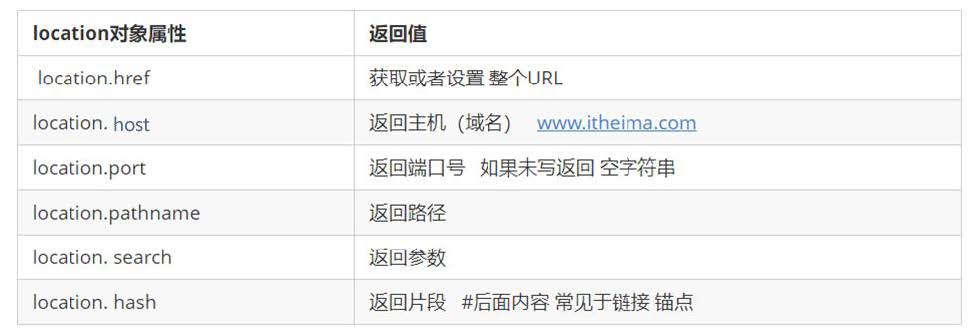 location对象属性 返回值
location.href 获取或者设置 整个URL
location. host 返回主机（域名） www.itheima.com
location.port 返回端口号 如果未写返回 空字符串
location.pathname 返回路径
location. search 返回参数
location. hash 返回片段 #后面内容 常见于链接 锚点